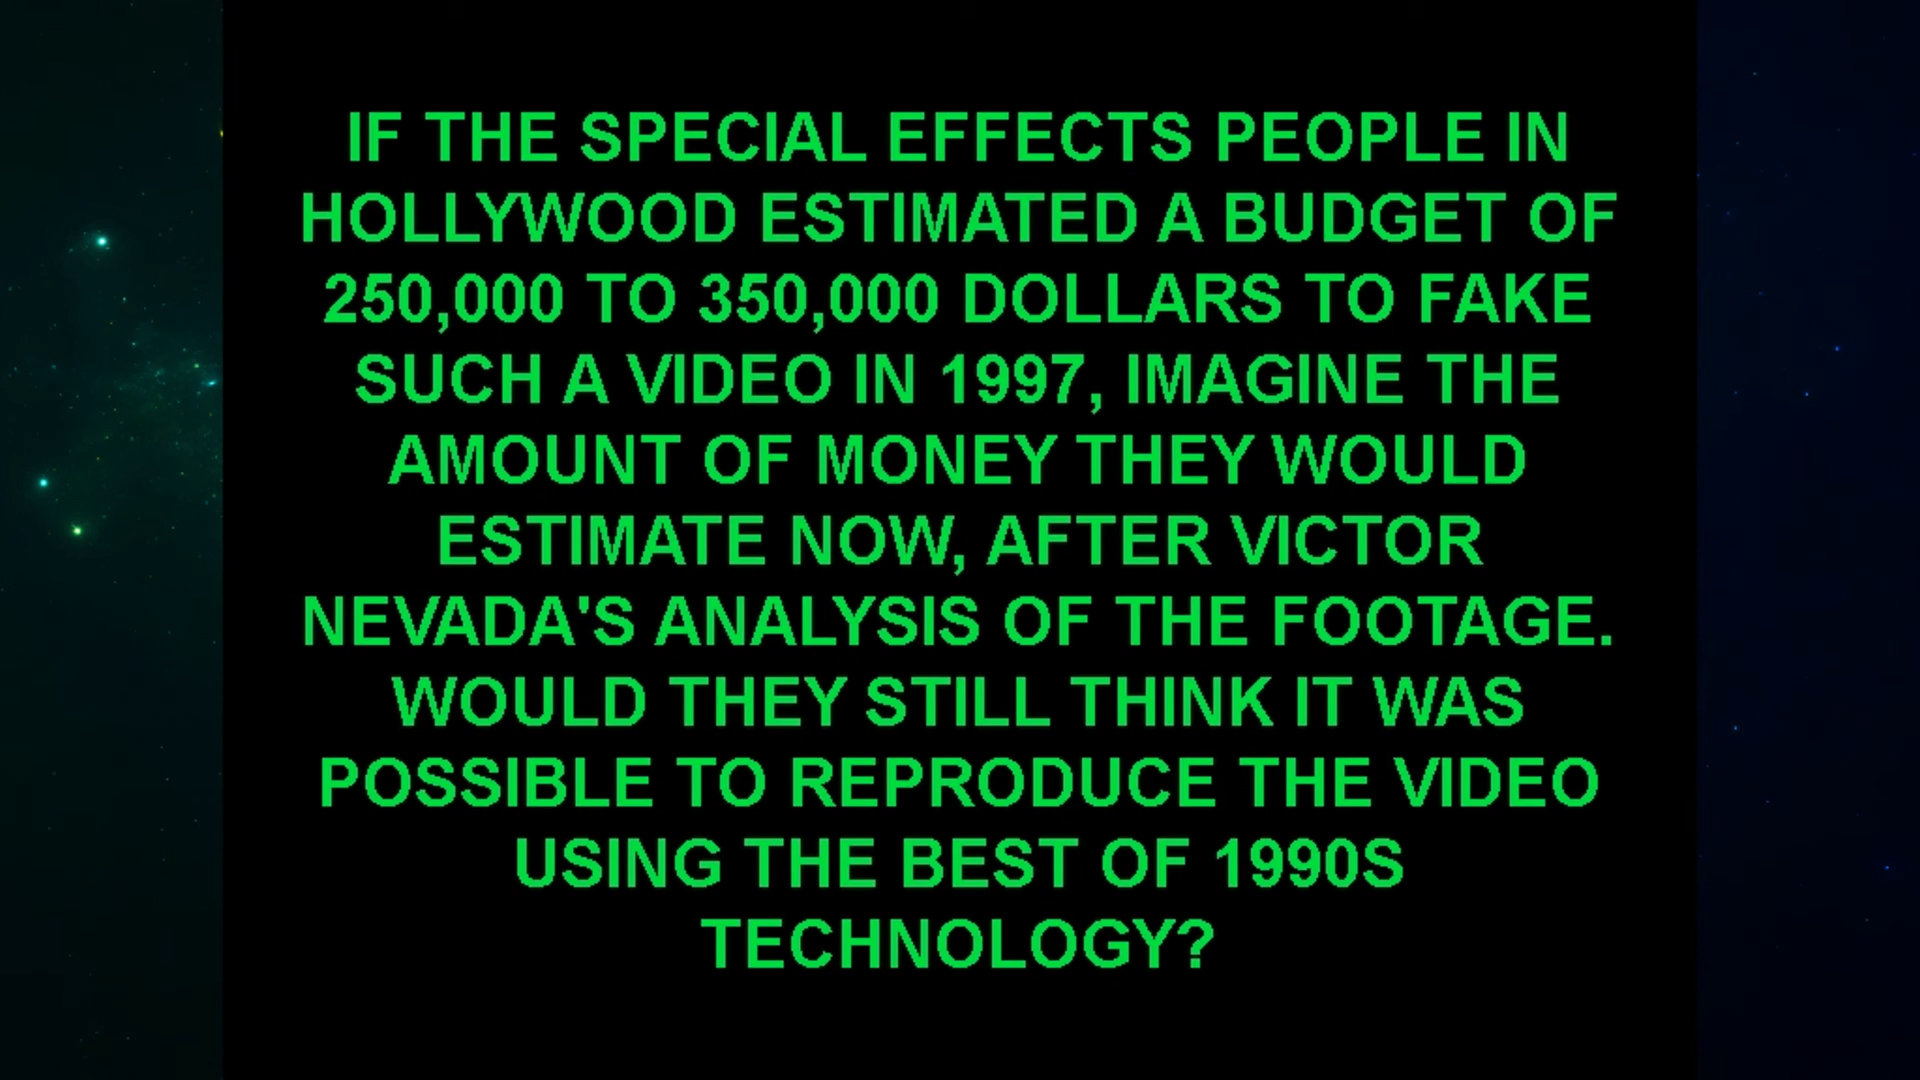 IF THE SPECIAL EFFECTS PEOPLE IN
HOLLYWOOD ESTIMATED A BUDGET OF
250,000 TO 350,000 DOLLARS TO FAKE
SUCH A VIDEO IN 1997, IMAGINE THE
AMOUNT OF MONEY THEY WOULD
ESTIMATE NOW, AFTER VICTOR
NEVADA'S ANALYSIS OF THE FOOTAGE.
WOULD THEY STILL THINK IT WAS
POSSIBLE TO REPRODUCE THE VIDEO
USING THE BEST OF 1990S
TECHNOLOGY?